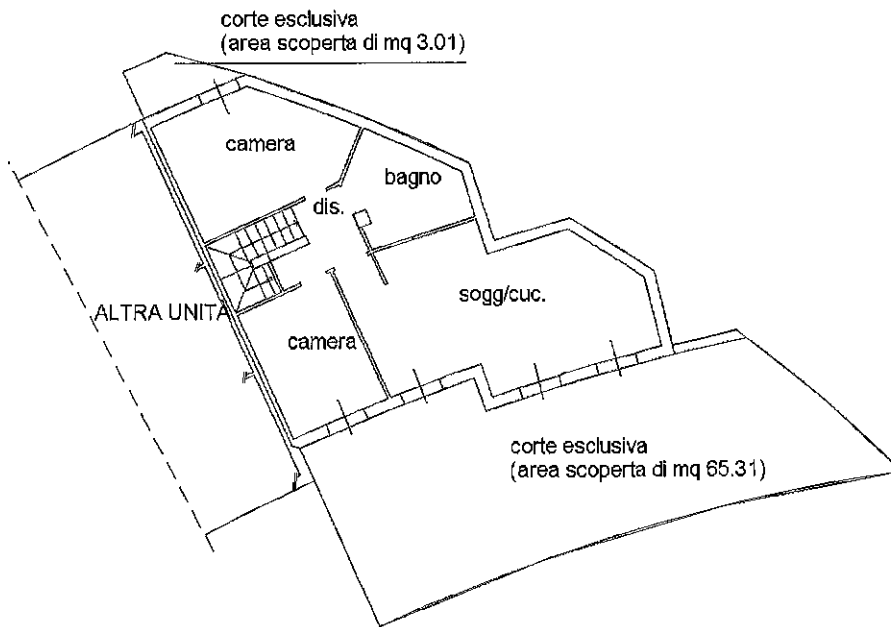 corte esclusiva
(area scoperta di mq 3.01)
camera
bagno
dis.
ALTRA UNITA
sogg/cuc.
camera
corte esclusiva
(area scoperta di mq 65.31)